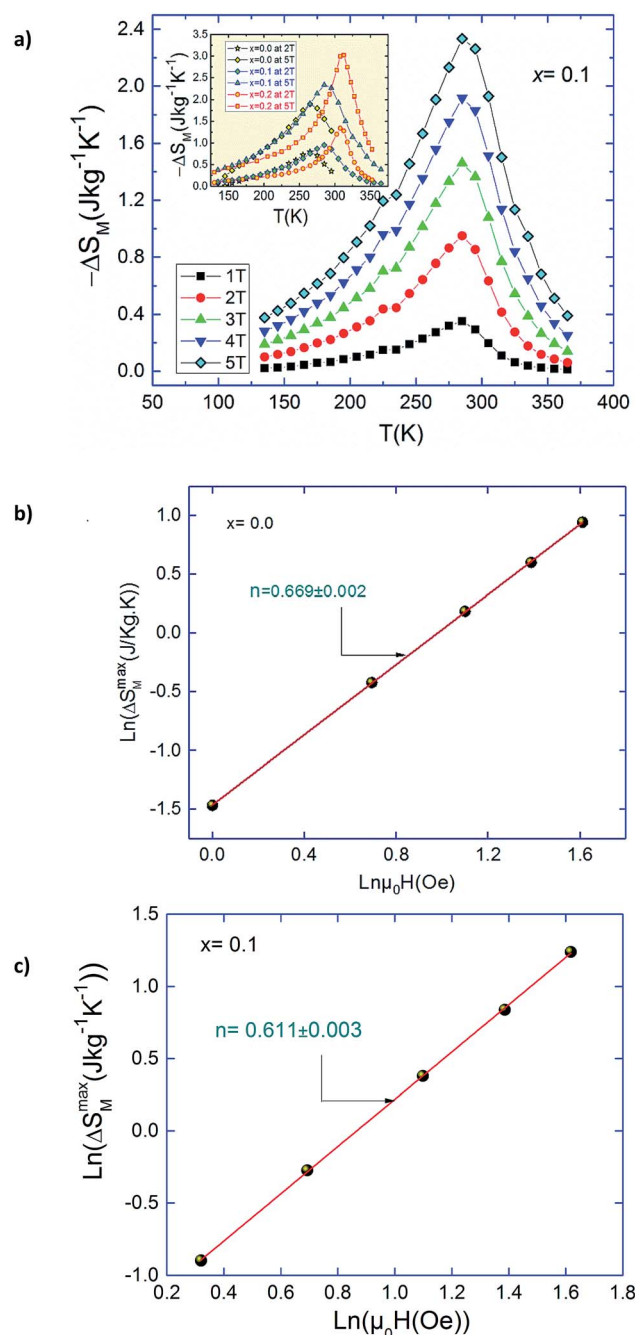 a)
−ΔS_M(Jkg⁻¹K⁻¹)
2.4
2.0
1.6
1.2
0.8
0.4
0.0
x= 0.1
−ΔS_M(Jkg⁻¹K⁻¹)
3.5
3.0
2.5
2.0
1.5
1.0
0.5
0.0
x=0.0 at 2T
x=0.0 at 5T
x=0.1 at 2T
x=0.1 at 5T
x=0.2 at 2T
x=0.2 at 5T
150 200 250 300 350
T(K)
1T
2T
3T
4T
5T
50 100 150 200 250 300 350 400
T(K)
b)
Ln(ΔS_M^max(J/Kg.K))
1.0
0.5
0.0
-0.5
-1.0
-1.5
x= 0.0
n=0.669±0.002
0.0 0.4 0.8 1.2 1.6
Lnμ₀H(Oe)
c)
Ln(ΔS_M^max(Jkg⁻¹K⁻¹))
1.5
1.0
0.5
0.0
-0.5
-1.0
x= 0.1
n= 0.611±0.003
0.2 0.4 0.6 0.8 1.0 1.2 1.4 1.6 1.8
Ln(μ₀H(Oe))